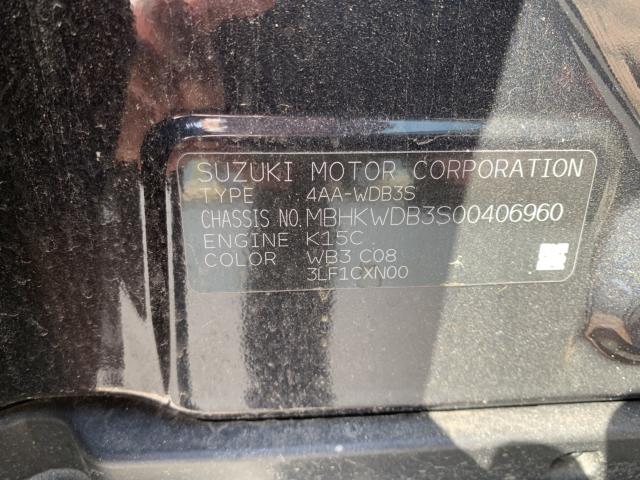 SUZUKI MOTOR CORPORATION
TYPE 4AA-WDB3S
CHASSIS NO. MBHKWDB3S00406960
ENGINE K15C
COLOR WB3 C08
3LF1CXN00